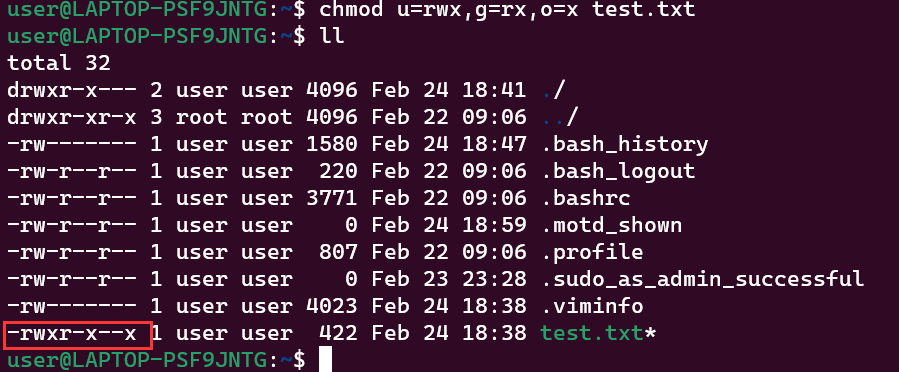 user@LAPTOP-PSF9JNTG:~$ chmod u=rwx,g=rx,o=x test.txt
user@LAPTOP-PSF9JNTG:~$ ll
total 32
drwxr-x--- 2 user user 4096 Feb 24 18:41 ./
drwxr-xr-x 3 root root 4096 Feb 22 09:06 ../
-rw------- 1 user user 1580 Feb 24 18:47 .bash_history
-rw-r--r-- 1 user user  220 Feb 22 09:06 .bash_logout
-rw-r--r-- 1 user user 3771 Feb 22 09:06 .bashrc
-rw-r--r-- 1 user user    0 Feb 24 18:59 .motd_shown
-rw-r--r-- 1 user user  807 Feb 22 09:06 .profile
-rw-r--r-- 1 user user    0 Feb 23 23:28 .sudo_as_admin_successful
-rw------- 1 user user 4023 Feb 24 18:38 .viminfo
-rwxr-x--x 1 user user  422 Feb 24 18:38 test.txt*
user@LAPTOP-PSF9JNTG:~$